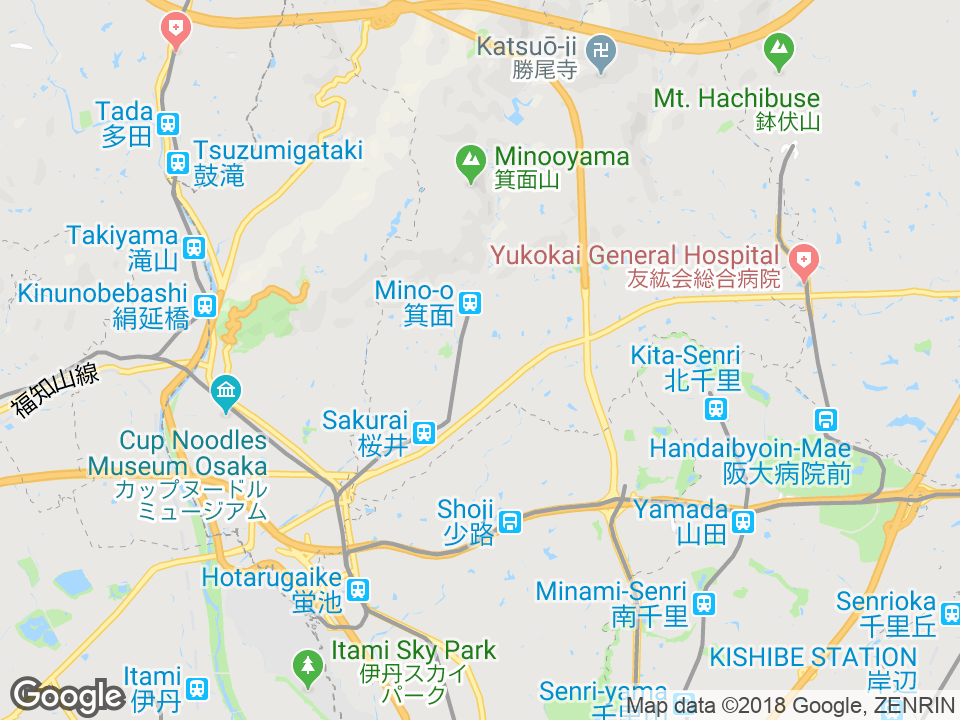 Katsuō-ji
勝尾寺
Mt. Hachibuse
鉢伏山
Tada
多田
Tsuzumigataki
鼓滝
Minooyama
箕面山
Takiyama
滝山
Yukokai General Hospital
友紘会総合病院
Kinunobebashi
絹延橋
Mino-o
箕面
Kita-Senri
北千里
福知山線
Sakurai
桜井
Cup Noodles
Museum Osaka
カップヌードル
ミュージアム
Handaibyoin-Mae
阪大病院前
Shoji
少路
Yamada
山田
Hotarugaike
蛍池
Minami-Senri
南千里
Senrioka
千里丘
Itami Sky Park
伊丹スカイ
パーク
KISHIBE STATION
岸辺
Itami
伊丹
Senri-yama
Google
Map data ©2018 Google, ZENRIN